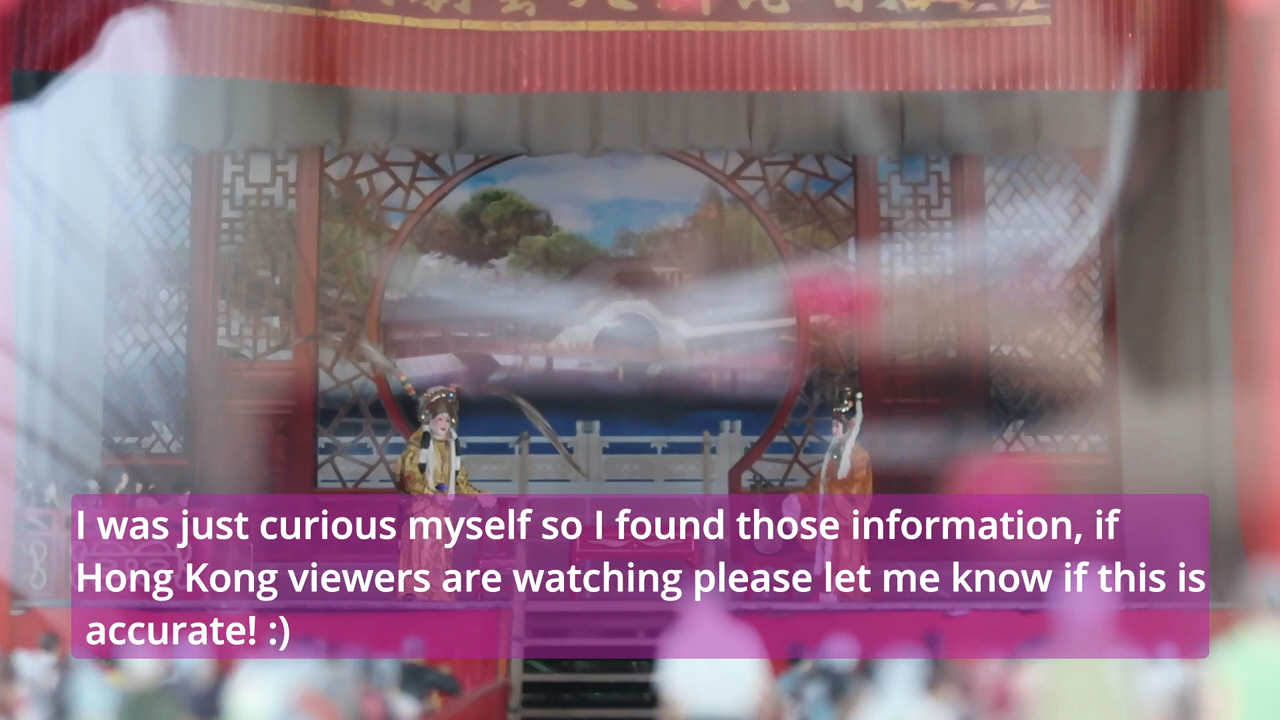 I was just curious myself so I found those information, if
Hong Kong viewers are watching please let me know if this is
accurate! :)